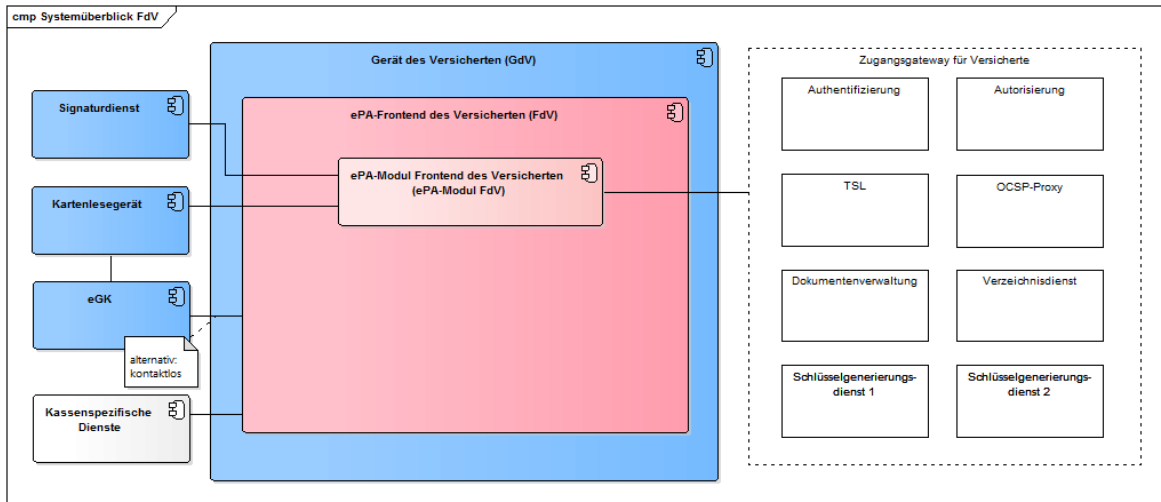 cmp Systemüberblick FdV
Signaturdienst
Kartenlesegerät
eGK
alternativ:
kontaktlos
Kassenspezifische
Dienste
Gerät des Versicherten (GdV)
ePA-Frontend des Versicherten (FdV)
ePA-Modul Frontend des Versicherten
(ePA-Modul FdV)
Zugangsgateway für Versicherte
Authentifizierung
Autorisierung
TSL
OCSP-Proxy
Dokumentenverwaltung
Verzeichnisdienst
Schlüsselgenerierungs-
dienst 1
Schlüsselgenerierungs-
dienst 2